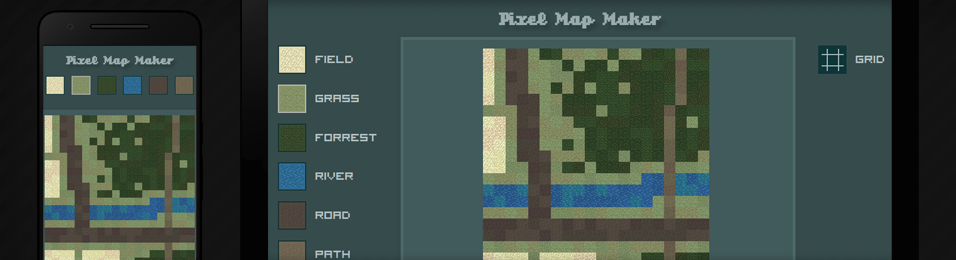 Pixel Map Maker
Pixel Map Maker
FIELD
GRASS
FORREST
RIVER
ROAD
PATH
GRID